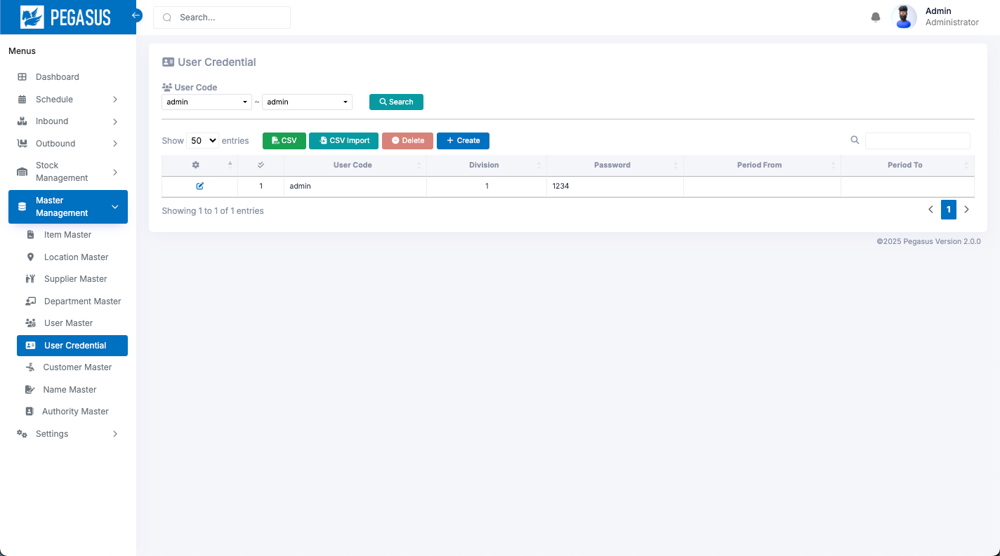 PEGASUS
Search...
Admin
Administrator
Menus
Dashboard
Schedule
Inbound
Outbound
Stock
Management
Master
Management
Item Master
Location Master
Supplier Master
Department Master
User Master
User Credential
Customer Master
Name Master
Authority Master
Settings
User Credential
User Code
admin ~ admin Search
Show 50 entries CSV CSV Import Delete Create
User Code Division Password Period From Period To
1 admin 1 1234
Showing 1 to 1 of 1 entries
1
©2025 Pegasus Version 2.0.0